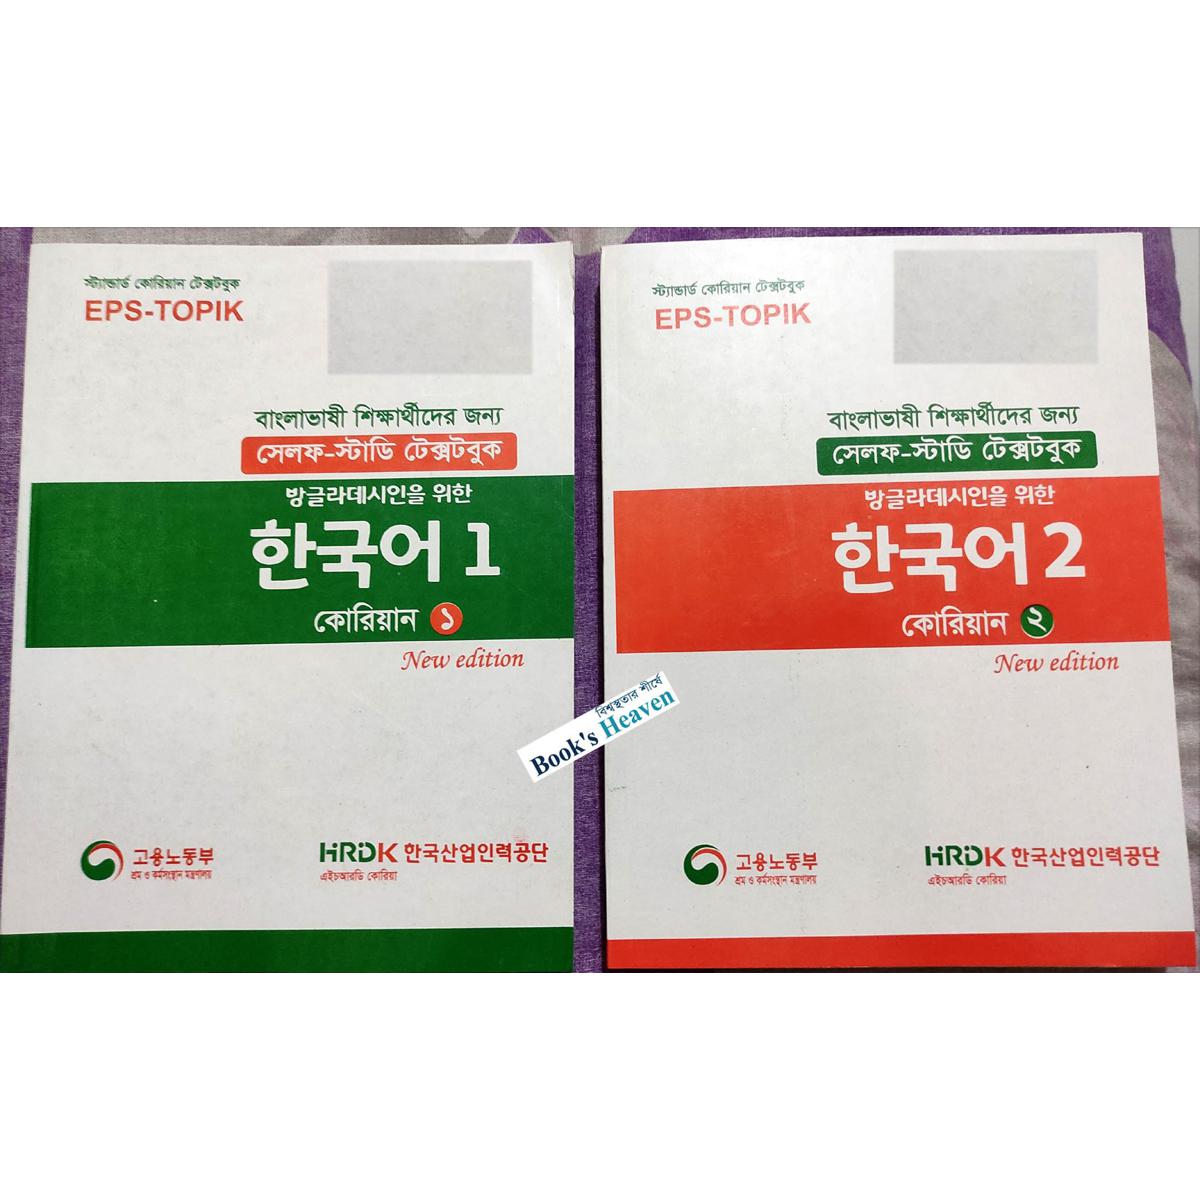 স্ট্যান্ডার্ড কোরিয়ান টেক্সটবুক
EPS-TOPIK
বাংলাভাষী শিক্ষার্থীদের জন্য
সেলফ-স্টাডি টেক্সটবুক
방글라데시인을 위한
한국어 1
কোরিয়ান ১
New edition
고용노동부
শ্রম ও কর্মসংস্থান মন্ত্রণালয়
HRDK 한국산업인력공단
এইচআরডি কোরিয়া
স্ট্যান্ডার্ড কোরিয়ান টেক্সটবুক
EPS-TOPIK
বাংলাভাষী শিক্ষার্থীদের জন্য
সেলফ-স্টাডি টেক্সটবুক
방글라데시인을 위한
한국어 2
কোরিয়ান ২
New edition
고용노동부
শ্রম ও কর্মসংস্থান মন্ত্রণালয়
HRDK 한국산업인력공단
এইচআরডি কোরিয়া
বিশ্বস্থতার শীর্ষে
Book's Heaven